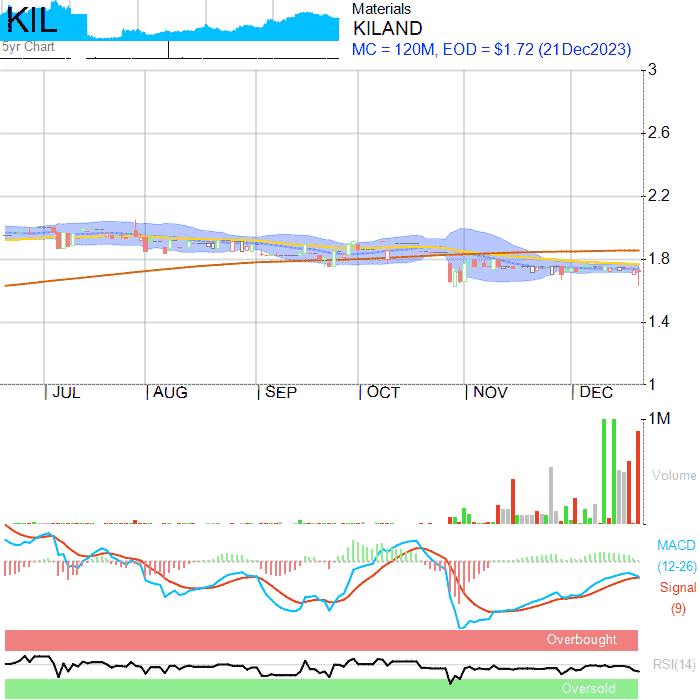 KIL
5yr Chart
Materials
KILAND
MC = 120M, EOD = $1.72 (21Dec2023)
3
2.6
2.2
1.8
1.4
1
JUL AUG SEP OCT NOV DEC
1M
Volume
MACD
(12-26)
Signal
(9)
Overbought
RSI(14)
Oversold